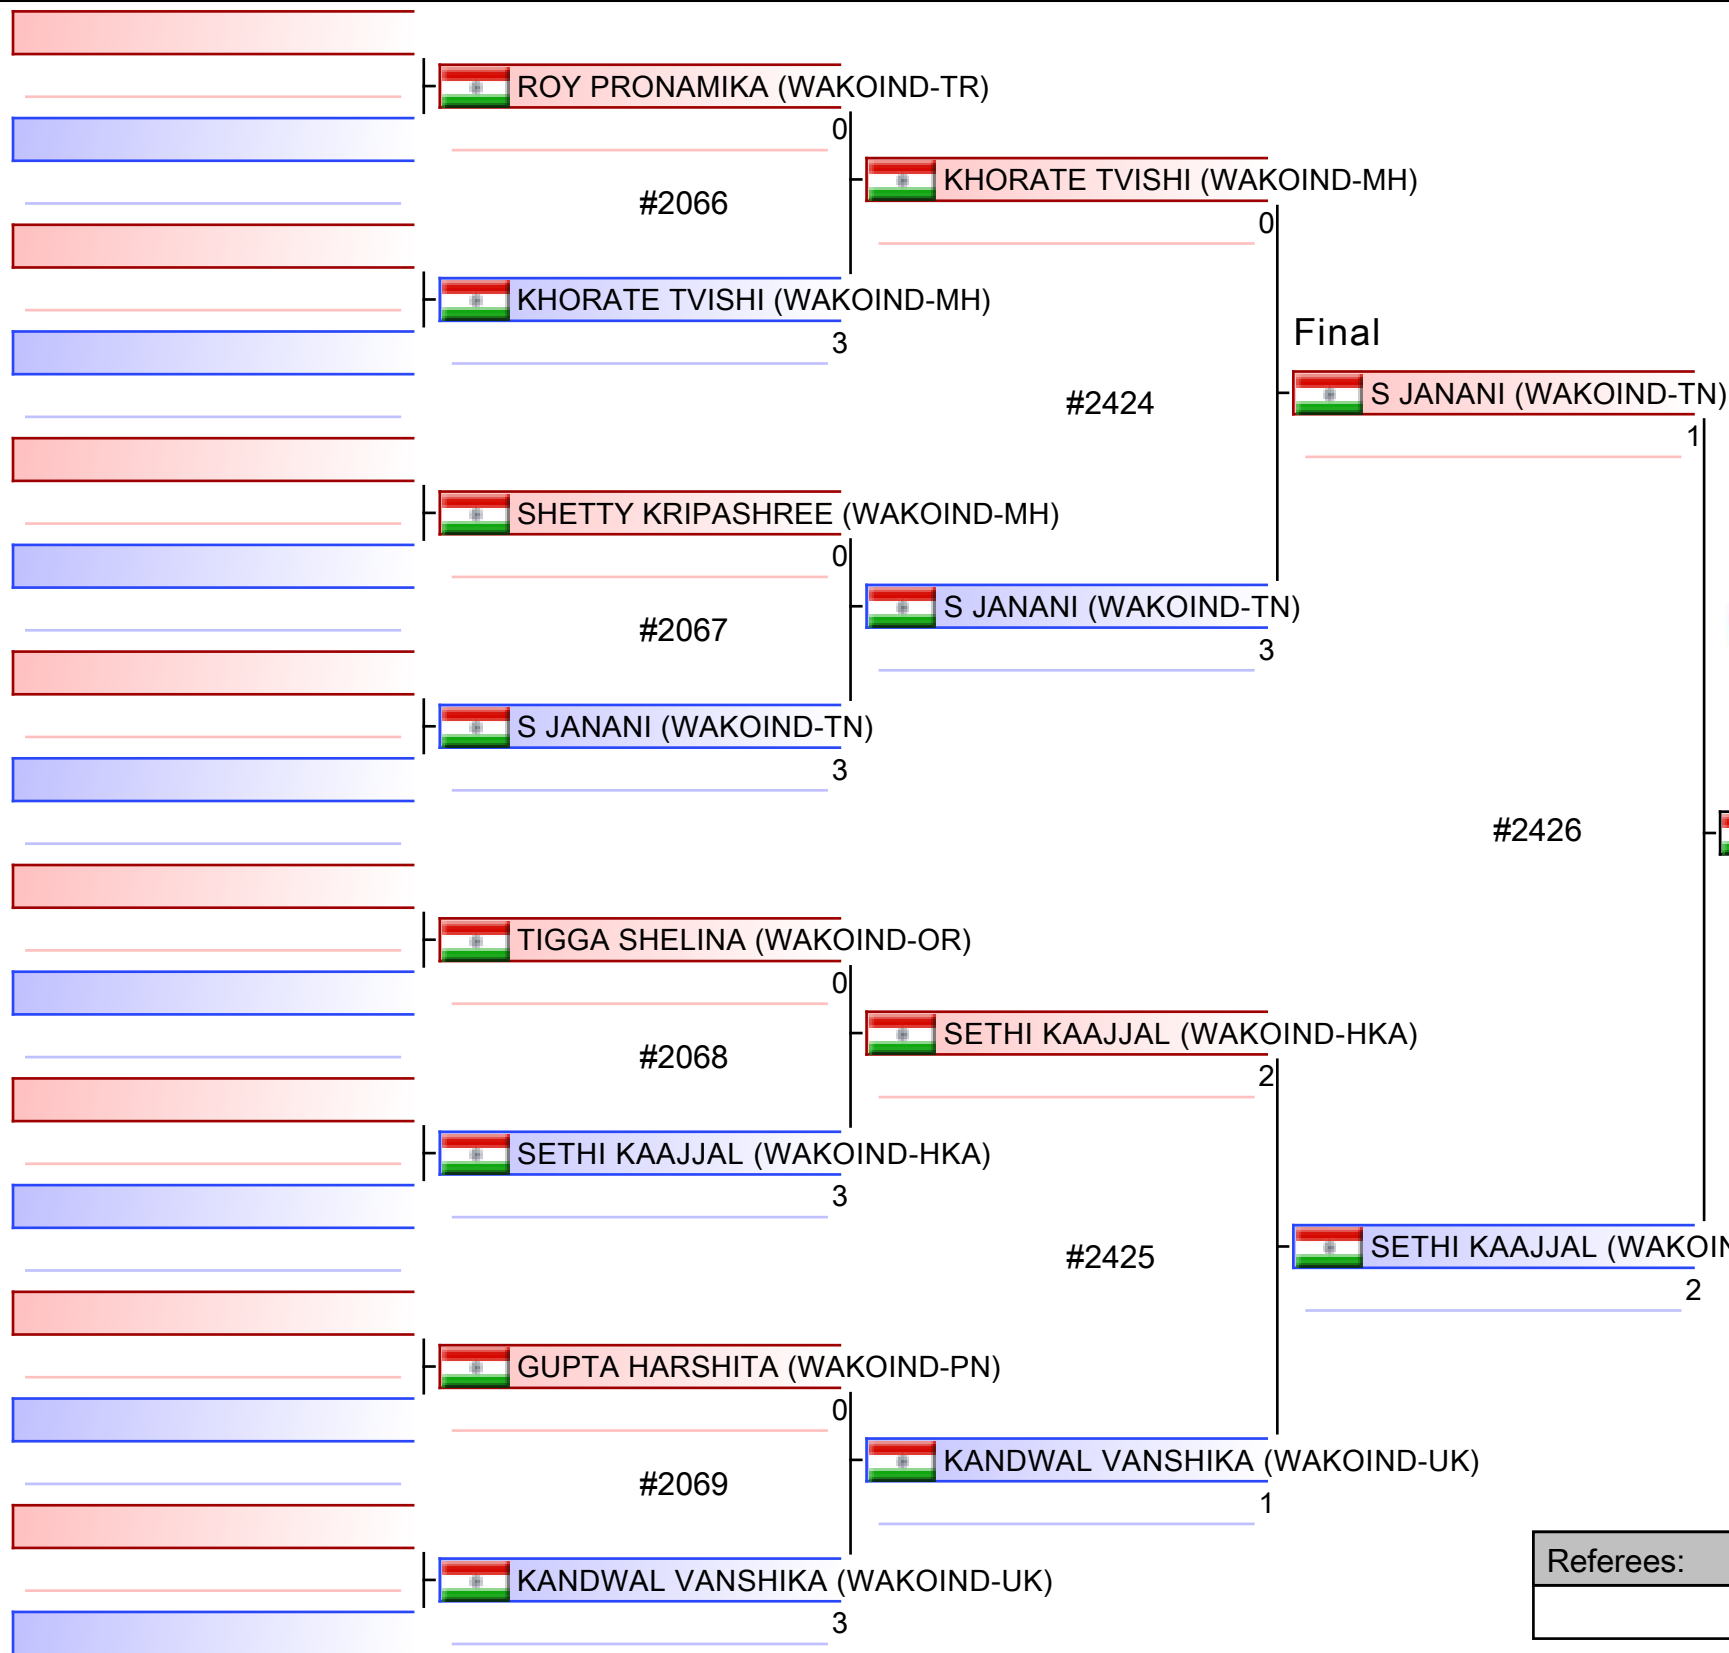 ROY PRONAMIKA (WAKOIND-TR)
0
#2066
KHORATE TVISHI (WAKOIND-MH)
3
KHORATE TVISHI (WAKOIND-MH)
0
#2424
SHETTY KRIPASHREE (WAKOIND-MH)
0
#2067
S JANANI (WAKOIND-TN)
3
S JANANI (WAKOIND-TN)
3
Final
S JANANI (WAKOIND-TN)
1
#2426
TIGGA SHELINA (WAKOIND-OR)
0
#2068
SETHI KAAJJAL (WAKOIND-HKA)
3
SETHI KAAJJAL (WAKOIND-HKA)
2
#2425
GUPTA HARSHITA (WAKOIND-PN)
0
#2069
KANDWAL VANSHIKA (WAKOIND-UK)
3
KANDWAL VANSHIKA (WAKOIND-UK)
1
SETHI KAAJJAL (WAKOIN
2
Referees: